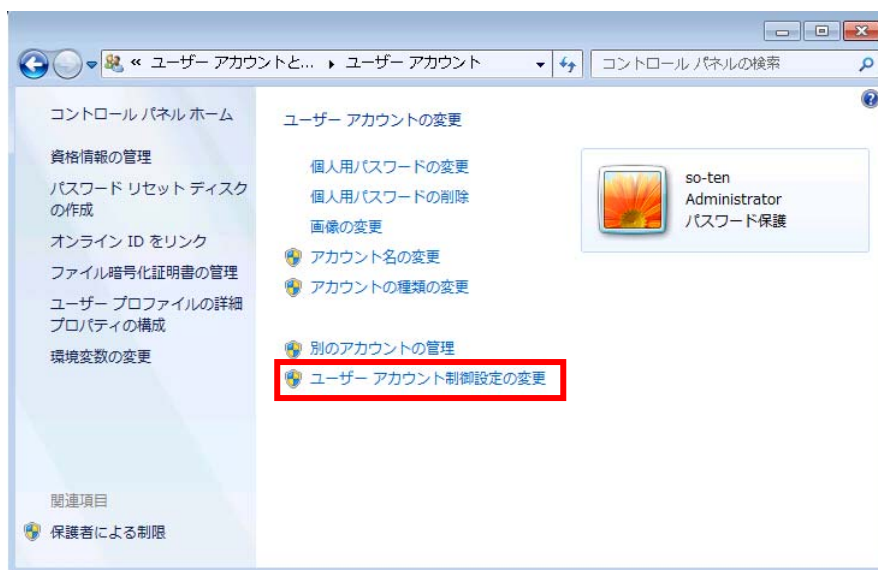 « ユーザー アカウントと... ▸ ユーザー アカウント
コントロール パネルの検索
コントロール パネル ホーム
資格情報の管理
パスワード リセット ディスク
の作成
オンライン ID をリンク
ファイル暗号化証明書の管理
ユーザー プロファイルの詳細
プロパティの構成
環境変数の変更
関連項目
保護者による制限
ユーザー アカウントの変更
個人用パスワードの変更
個人用パスワードの削除
画像の変更
アカウント名の変更
アカウントの種類の変更
別のアカウントの管理
ユーザー アカウント制御設定の変更
so-ten
Administrator
パスワード保護